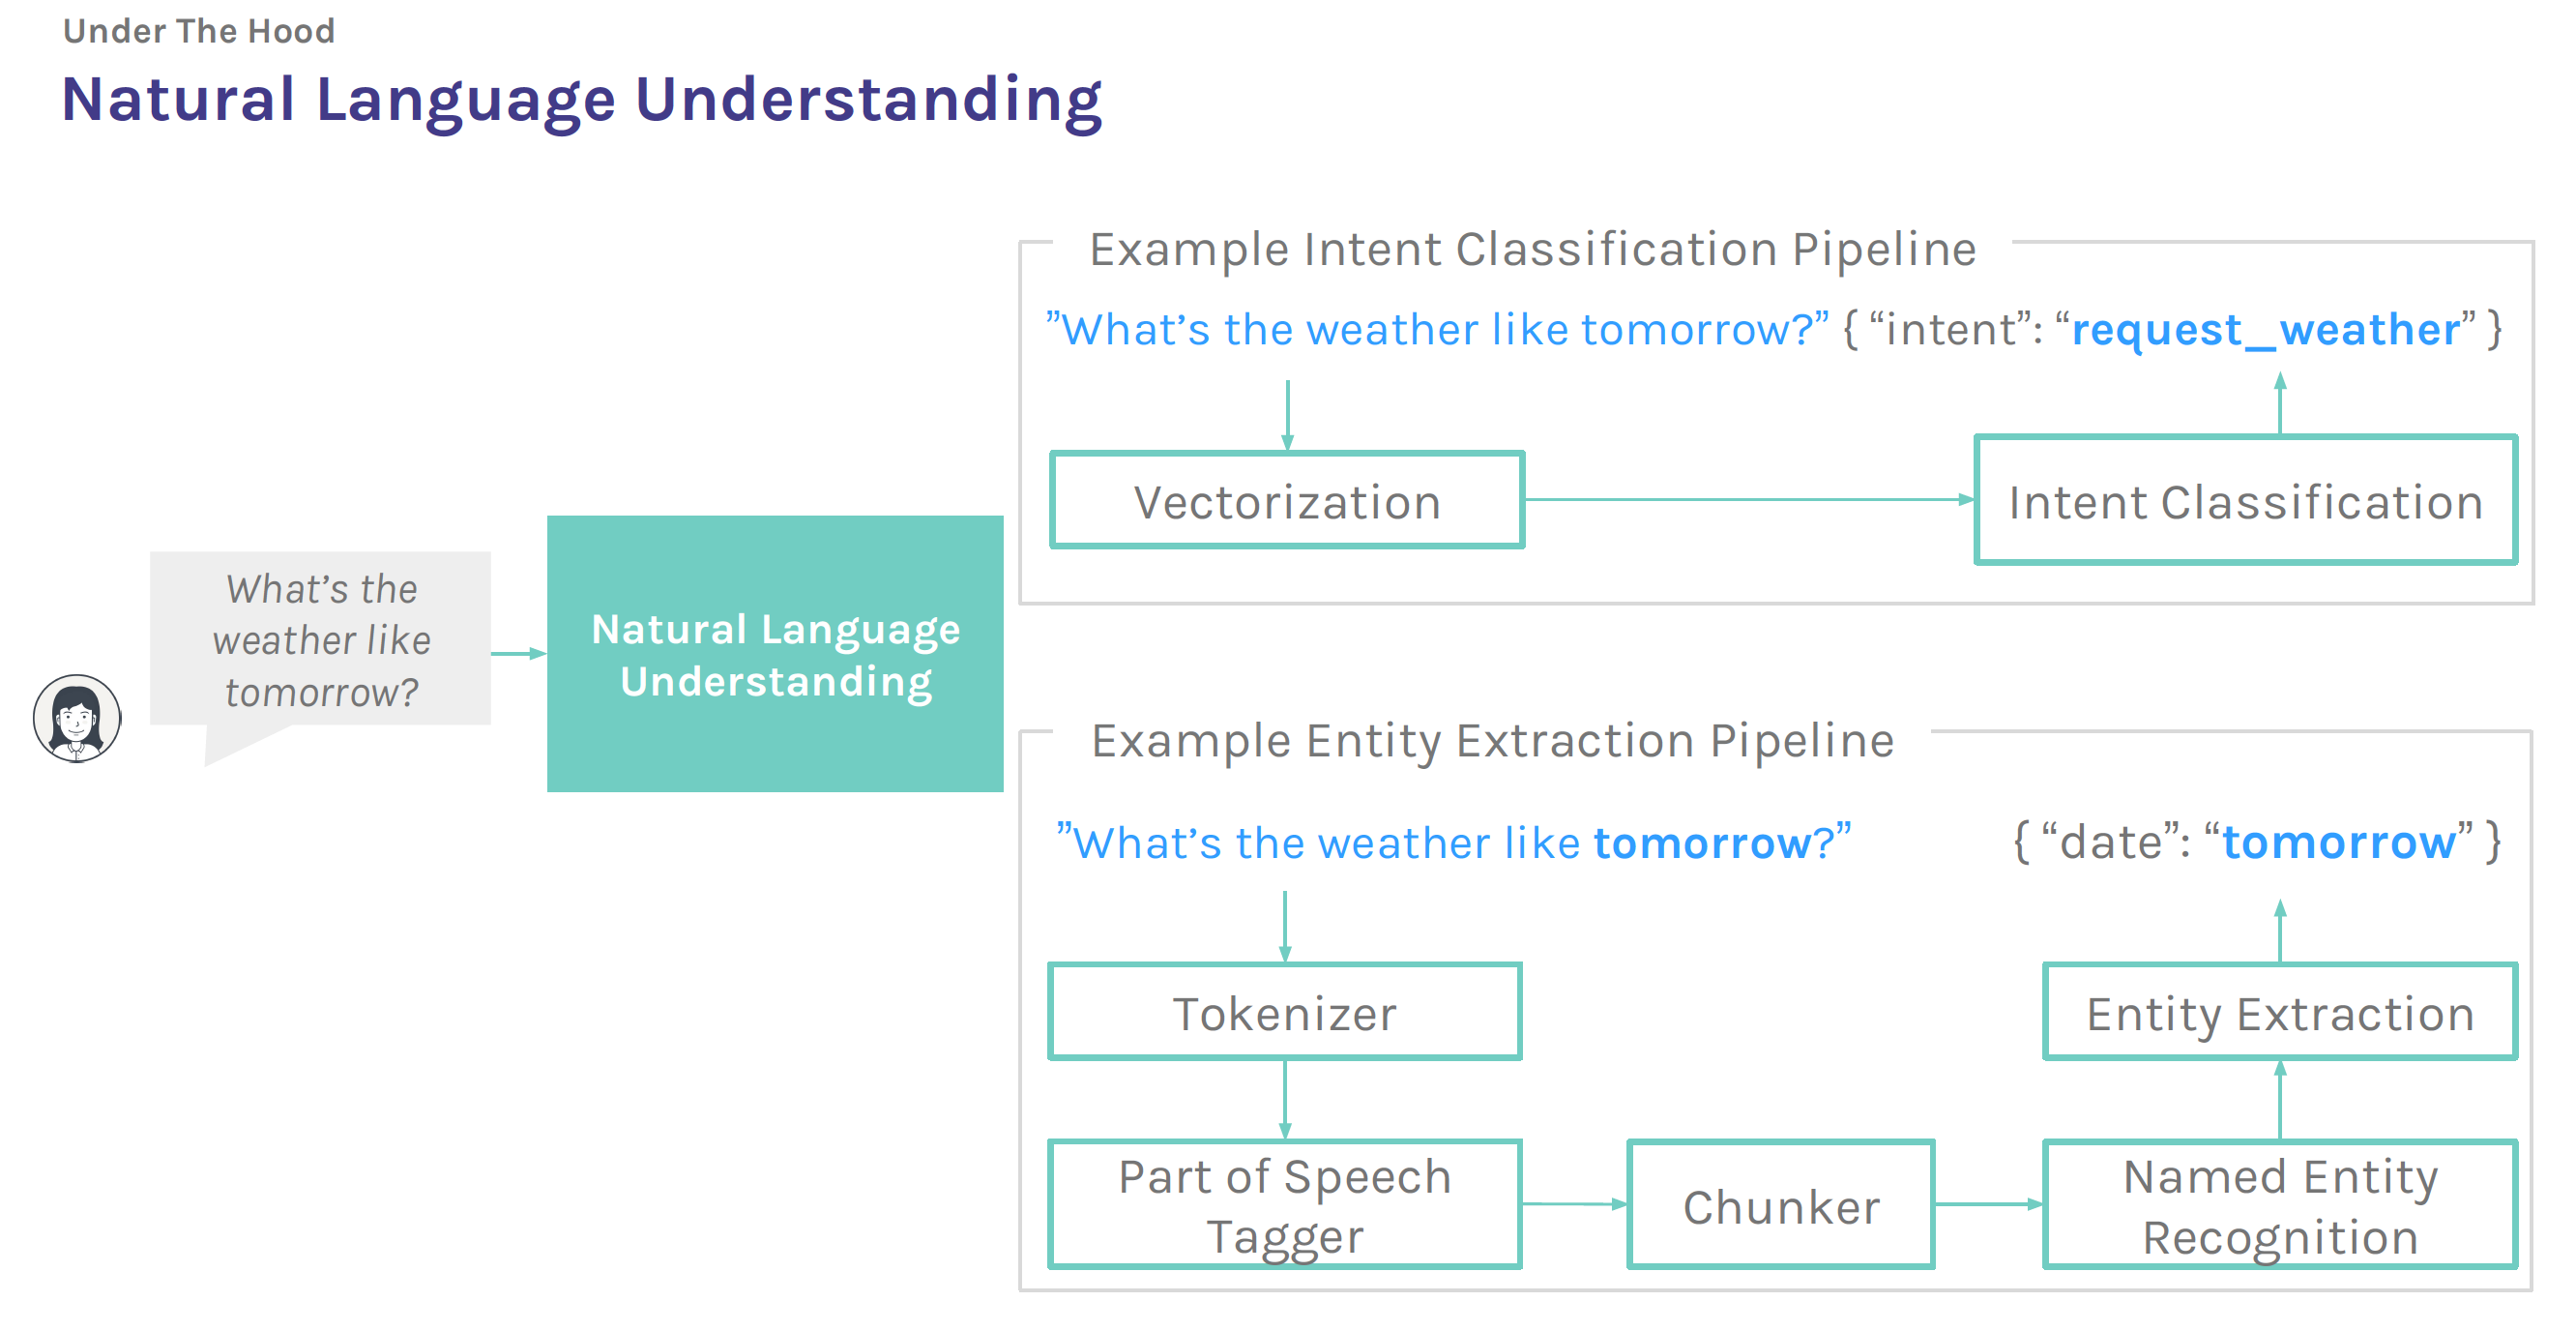 Under The Hood
Natural Language Understanding
What’s the
weather like
tomorrow?
Natural Language
Understanding
Example Intent Classification Pipeline
”What’s the weather like tomorrow?” { “intent”: “request_weather” }
Vectorization
Intent Classification
Example Entity Extraction Pipeline
”What’s the weather like tomorrow?”
{ “date”: “tomorrow” }
Tokenizer
Entity Extraction
Part of Speech
Tagger
Chunker
Named Entity
Recognition